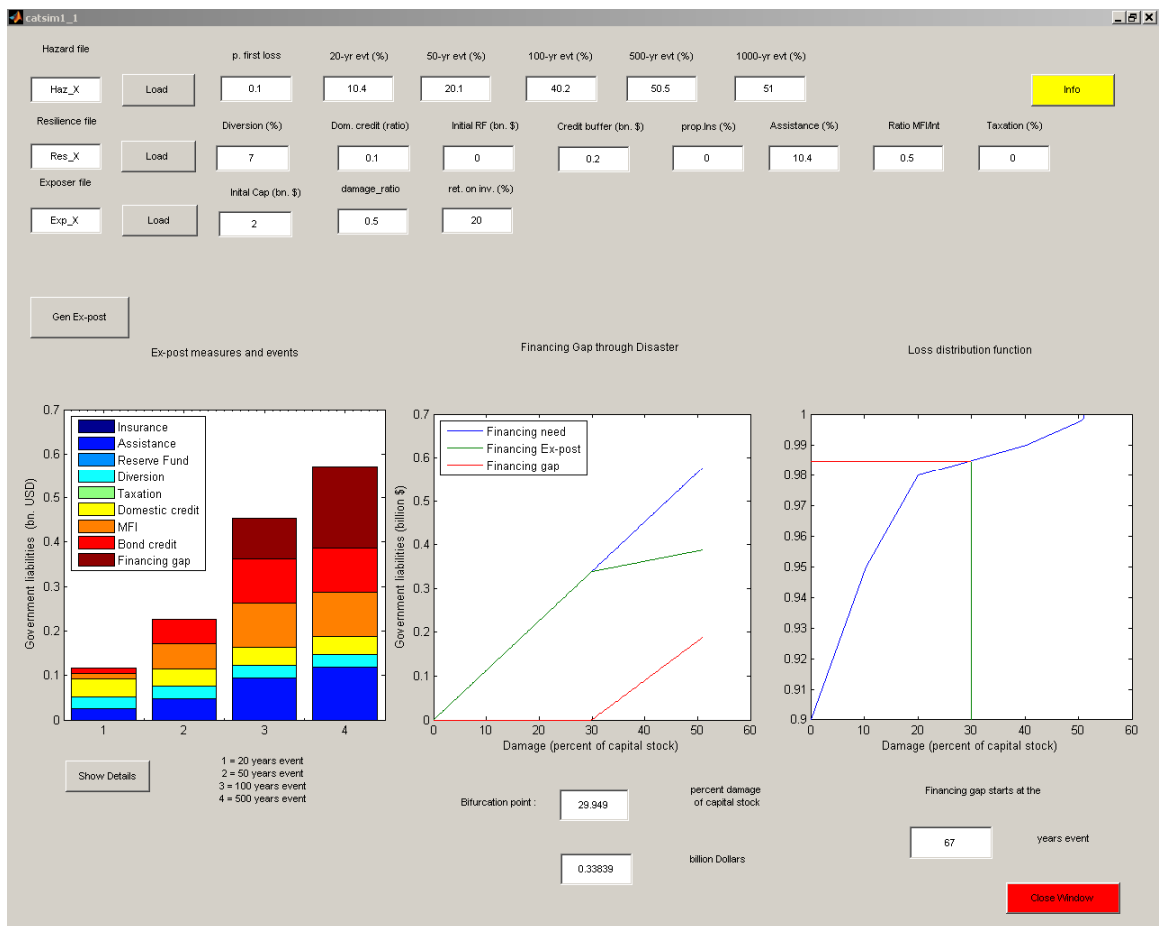 catsim1_1
Hazard file
p. first loss
20-yr evt (%)
50-yr evt (%)
100-yr evt (%)
500-yr evt (%)
1000-yr evt (%)
Haz_X
Load
0.1
10.4
20.1
40.2
50.5
51
Info
Resilience file
Diversion (%)
Dom. credit (ratio)
Initial RF (bn. $)
Credit buffer (bn. $)
prop.Ins (%)
Assistance (%)
Ratio MFI/Int
Taxation (%)
Res_X
Load
7
0.1
0
0.2
0
10.4
0.5
0
Exposer file
Inital Cap (bn. $)
damage_ratio
ret. on inv. (%)
Exp_X
Load
2
0.5
20
Gen Ex-post
Ex-post measures and events
Government liabilities (bn. USD)
0.7
0.6
0.5
0.4
0.3
0.2
0.1
0
Insurance
Assistance
Reserve Fund
Diversion
Taxation
Domestic credit
MFI
Bond credit
Financing gap
1
2
3
4
Show Details
1 = 20 years event
2 = 50 years event
3 = 100 years event
4 = 500 years event
Financing Gap through Disaster
Government liabilities (billion $)
0.7
0.6
0.5
0.4
0.3
0.2
0.1
0
Financing need
Financing Ex-post
Financing gap
0
10
20
30
40
50
60
Damage (percent of capital stock)
Bifurcation point :
29.949
percent damage
of capital stock
0.33839
billion Dollars
Loss distribution function
1
0.99
0.98
0.97
0.96
0.95
0.94
0.93
0.92
0.91
0.9
0
10
20
30
40
50
60
Damage (percent of capital stock)
Financing gap starts at the
67
years event
Close Window